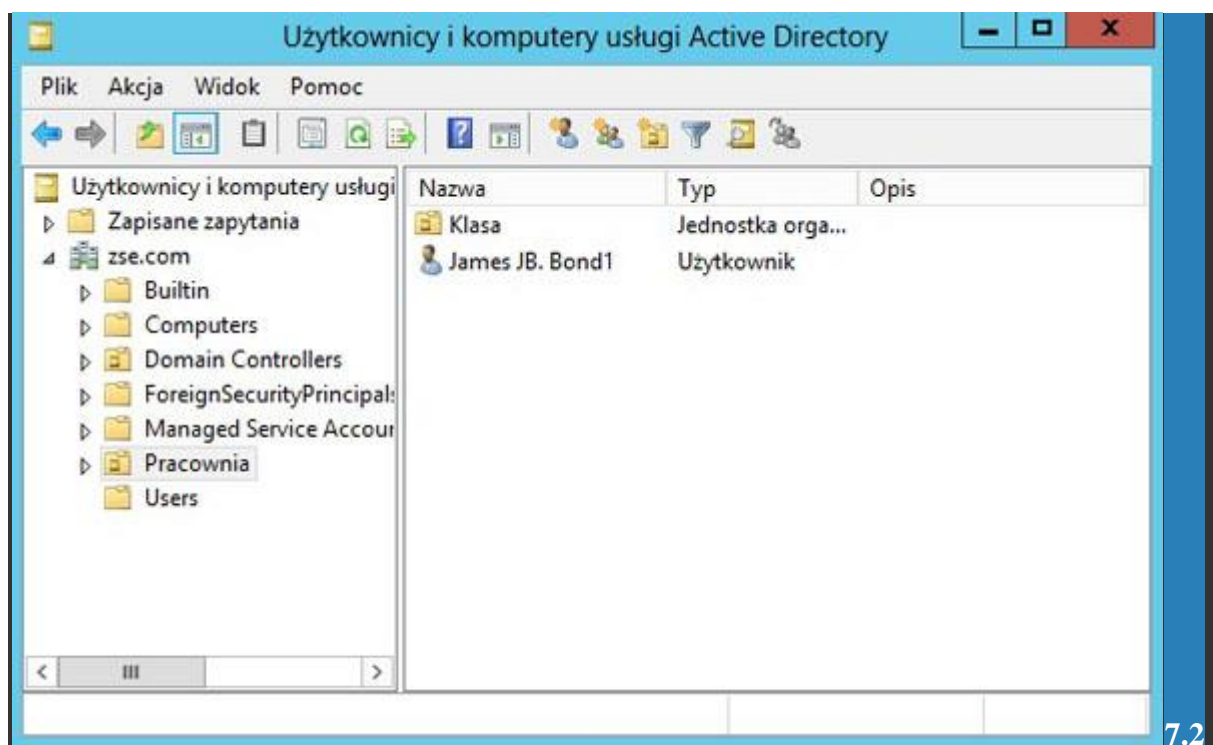 Użytkownicy i komputery usługi Active Directory
Plik Akcja Widok Pomoc
Użytkownicy i komputery usługi
Zapisane zapytania
zse.com
Builtin
Computers
Domain Controllers
ForeignSecurityPrincipals
Managed Service Accour
Pracownia
Users
Nazwa Typ Opis
Klasa Jednostka orga...
James JB. Bond1 Użytkownik
7.2